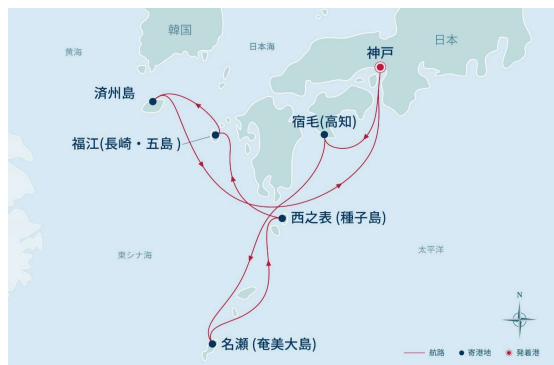 韓国
日本
黄海
日本海
神戸
済州島
宿毛(高知)
福江(長崎・五島)
西之表(種子島)
東シナ海
太平洋
N
名瀬(奄美大島)
航路 寄港地 発着港